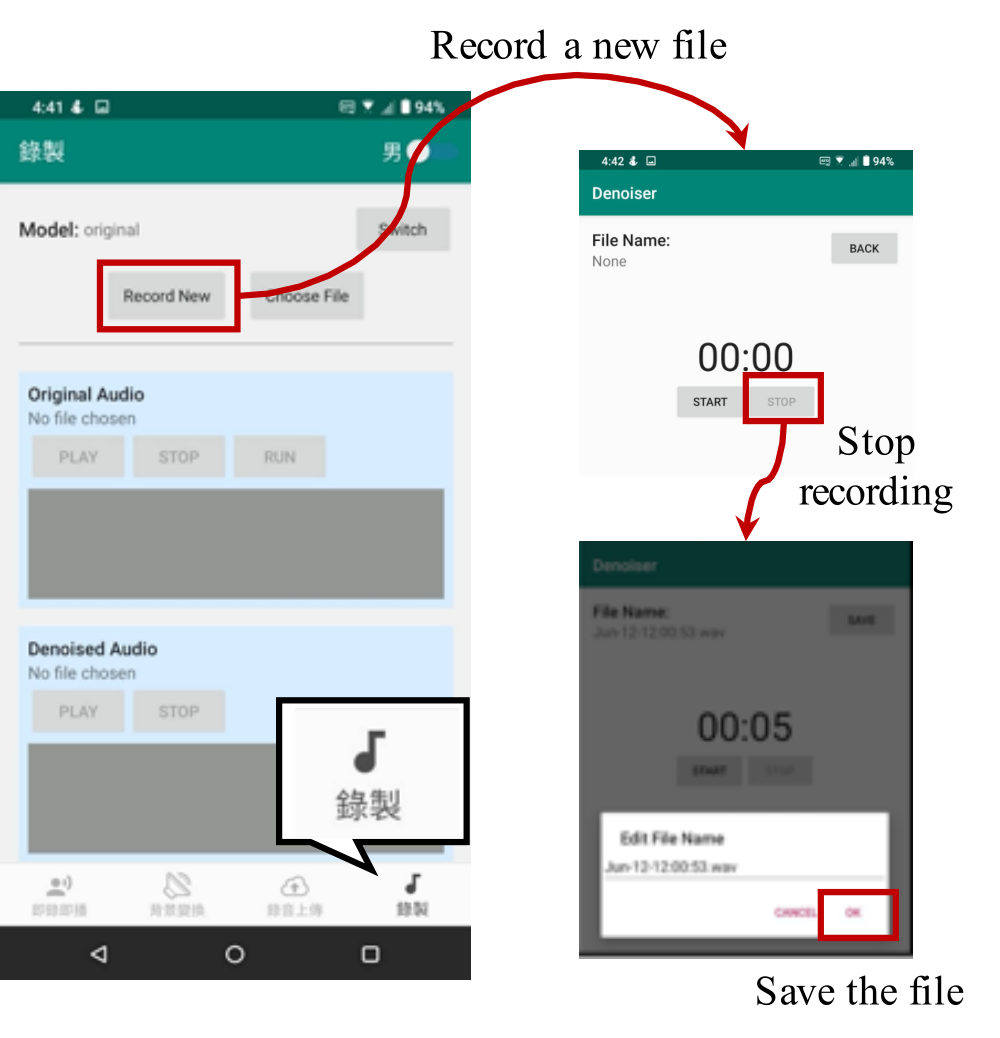 Record a new file
4:41
94%
錄製
男
Model: original
Switch
Record New
Choose File
Original Audio
No file chosen
PLAY
STOP
RUN
Denoised Audio
No file chosen
PLAY
STOP
錄製
即錄即播
背景變換
錄音上傳
錄製
4:42
94%
Denoiser
File Name:
None
BACK
00:00
START
STOP
Stop
recording
Denoiser
File Name:
Jun-12-12:00:53.wav
SAVE
00:05
START
STOP
Edit File Name
Jun-12-12:00:53.wav
CANCEL
OK
Save the file